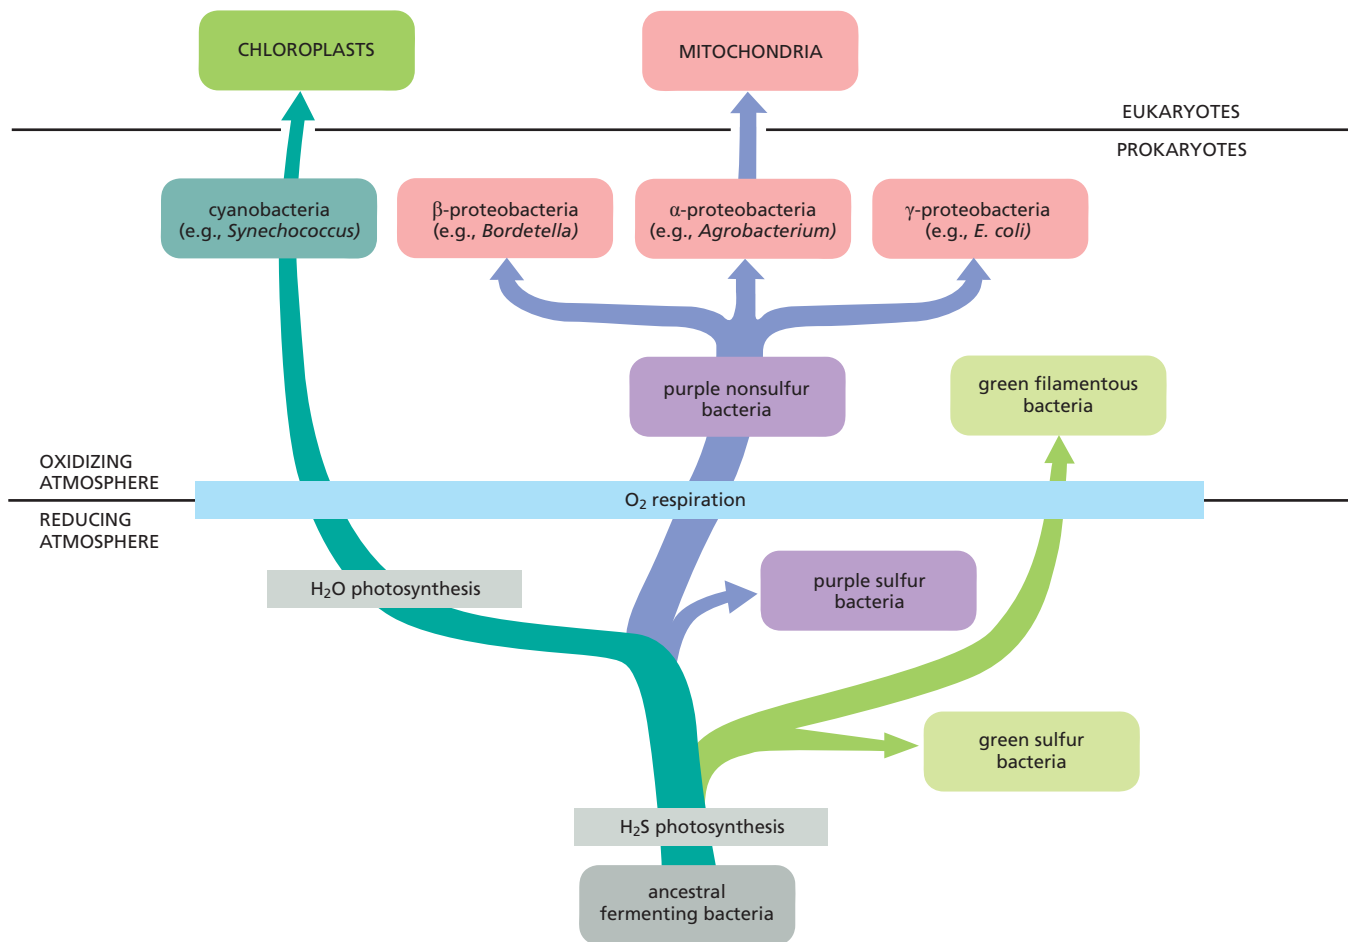 CHLOROPLASTS
MITOCHONDRIA
EUKARYOTES
PROKARYOTES
cyanobacteria
(e.g., Synechococcus)
β-proteobacteria
(e.g., Bordetella)
α-proteobacteria
(e.g., Agrobacterium)
γ-proteobacteria
(e.g., E. coli)
purple nonsulfur
bacteria
green filamentous
bacteria
OXIDIZING
ATMOSPHERE
O₂ respiration
REDUCING
ATMOSPHERE
H₂O photosynthesis
purple sulfur
bacteria
green sulfur
bacteria
H₂S photosynthesis
ancestral
fermenting bacteria